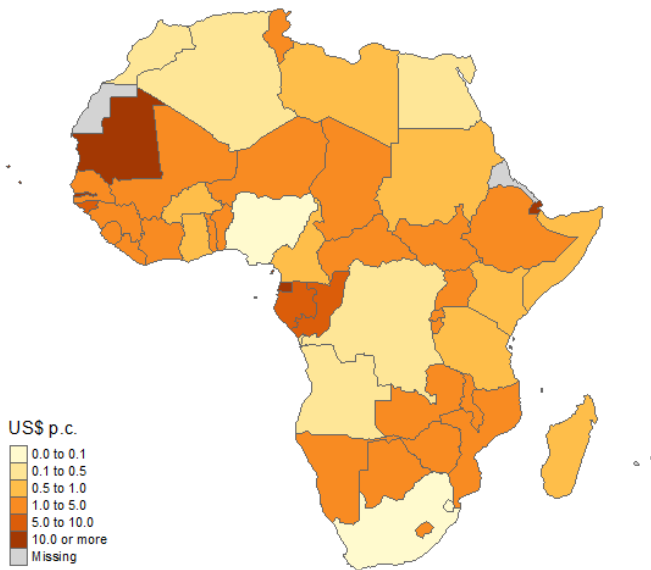 US$ p.c.
0.0 to 0.1
0.1 to 0.5
0.5 to 1.0
1.0 to 5.0
5.0 to 10.0
10.0 or more
Missing